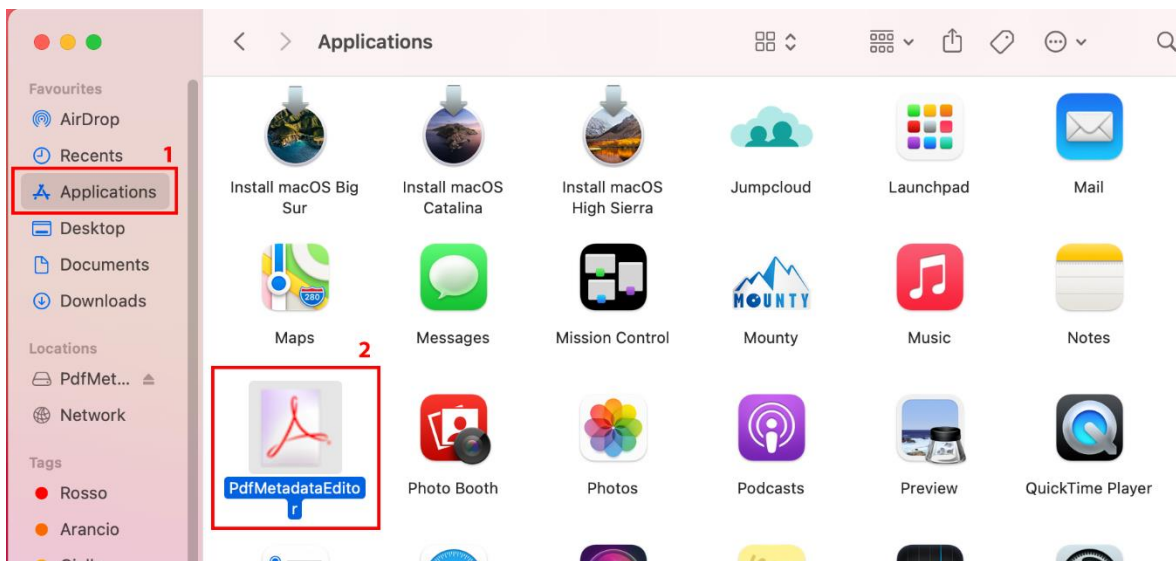 Applications
Favourites
AirDrop
Recents
1
Applications
Desktop
Documents
Downloads
Locations
PdfMet...
Network
Tags
Rosso
Arancio
Install macOS Big
Sur
Install macOS
Catalina
Install macOS
High Sierra
Jumpcloud
Launchpad
Mail
280
MOUNTY
Maps
Messages
Mission Control
Mounty
Music
Notes
2
PdfMetadataEdito
r
Photo Booth
Photos
Podcasts
Preview
QuickTime Player